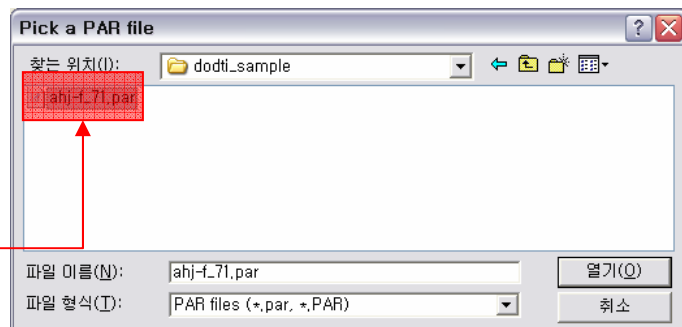 Pick a PAR file
찾는 위치(I):
dodti_sample
ahj-f_71.par
파일 이름(N):
ahj-f_71.par
열기(O)
파일 형식(T):
PAR files (*.par, *.PAR)
취소